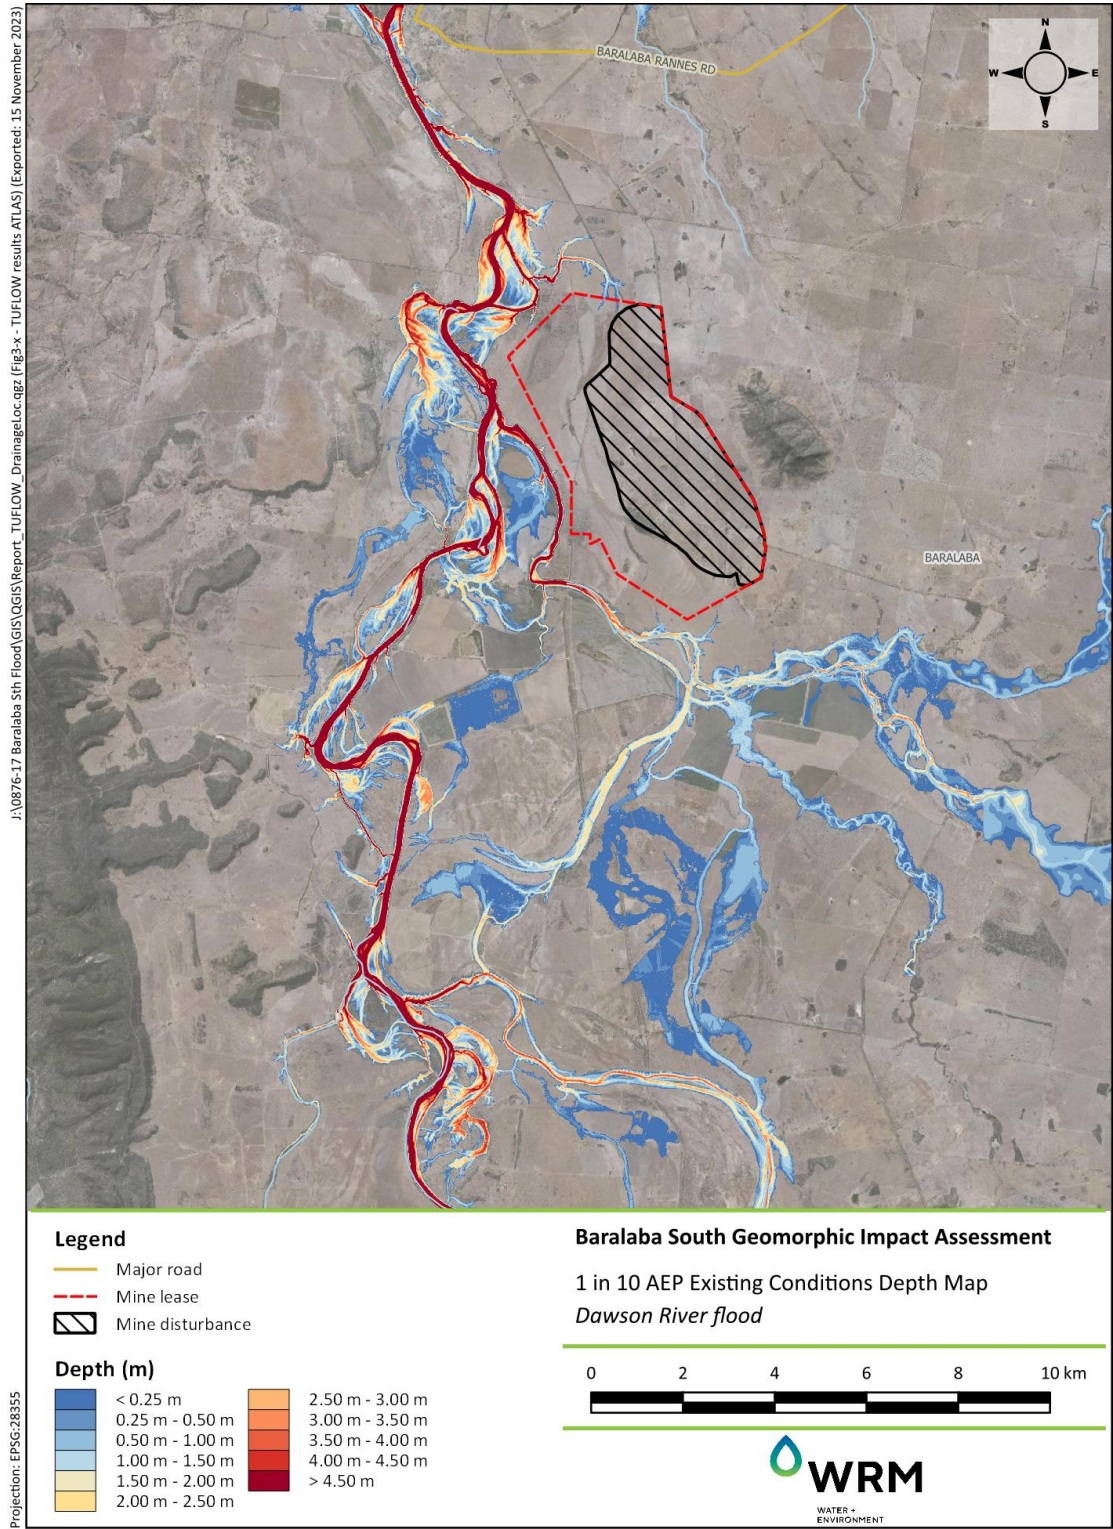 J:\0876-17 Baralaba Sth Flood\GIS\QGIS\Report_TUFLOW_DrainageLoc.qgz (Fig3-x - TUFLOW results ATLAS) (Exported: 15 November 2023)
N
W
E
S
BARALABA RANNES RD
BARALABA
Legend
Major road
Mine lease
Mine disturbance
Depth (m)
< 0.25 m
0.25 m - 0.50 m
0.50 m - 1.00 m
1.00 m - 1.50 m
1.50 m - 2.00 m
2.00 m - 2.50 m
2.50 m - 3.00 m
3.00 m - 3.50 m
3.50 m - 4.00 m
4.00 m - 4.50 m
> 4.50 m
Baralaba South Geomorphic Impact Assessment
1 in 10 AEP Existing Conditions Depth Map
Dawson River flood
0 2 4 6 8 10 km
WRM
WATER +
ENVIRONMENT
Projection: EPSG:28355